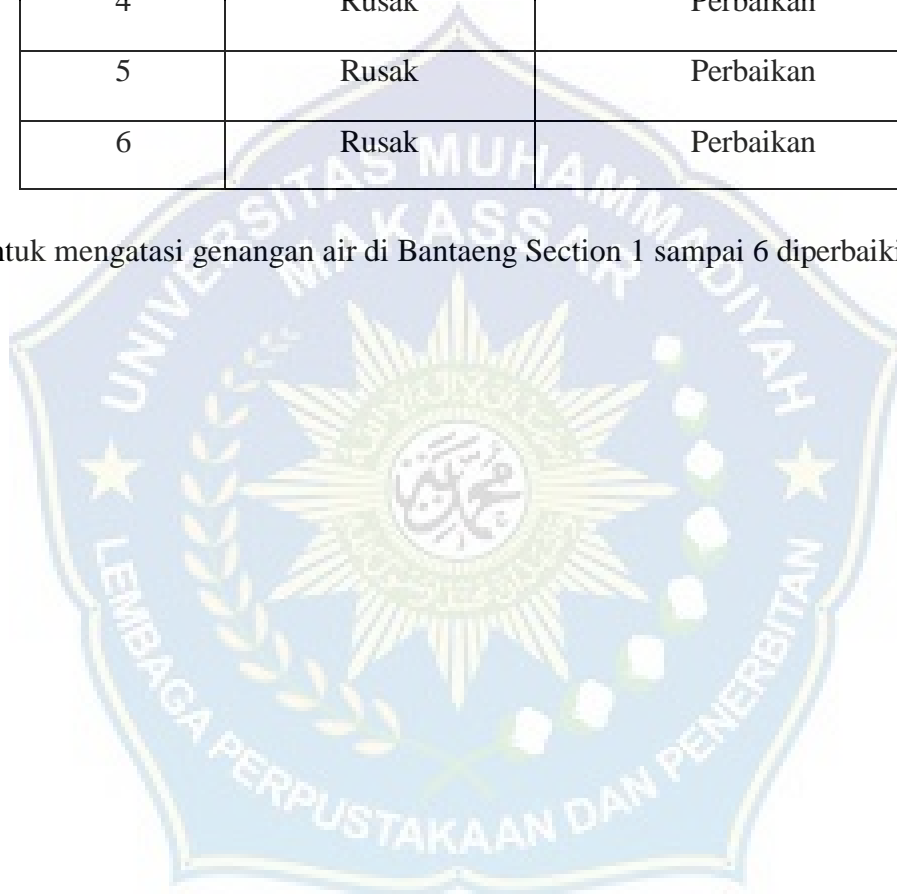 4 Rusak Perbaikan
5 Rusak Perbaikan
6 Rusak Perbaikan
ntuk mengatasi genangan air di Bantaeng Section 1 sampai 6 diperbaiki
UNIVERSITAS MUHAMMADIYAH
MAKASSAR
LEMBAGA PERPUSTAKAAN DAN PENERBITAN